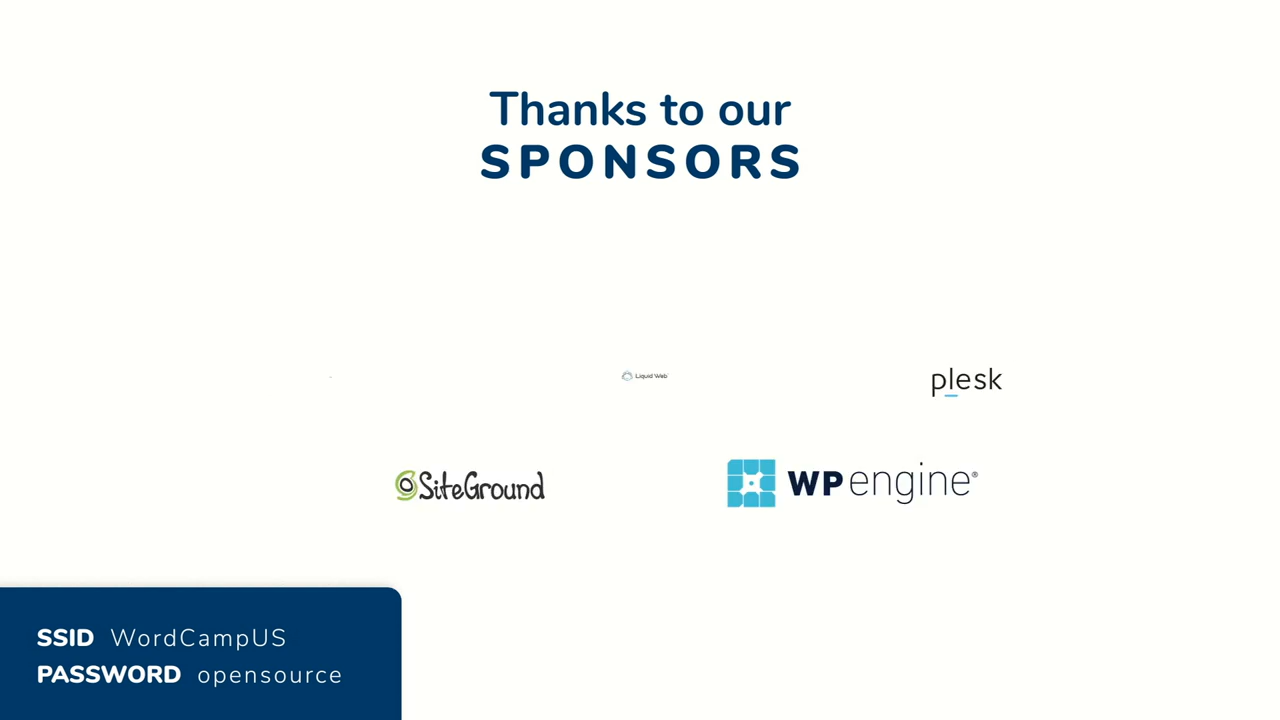 Thanks to our
SPONSORS
Liquid Web
plesk
SiteGround
WP engine®
SSID WordCampUS
PASSWORD opensource